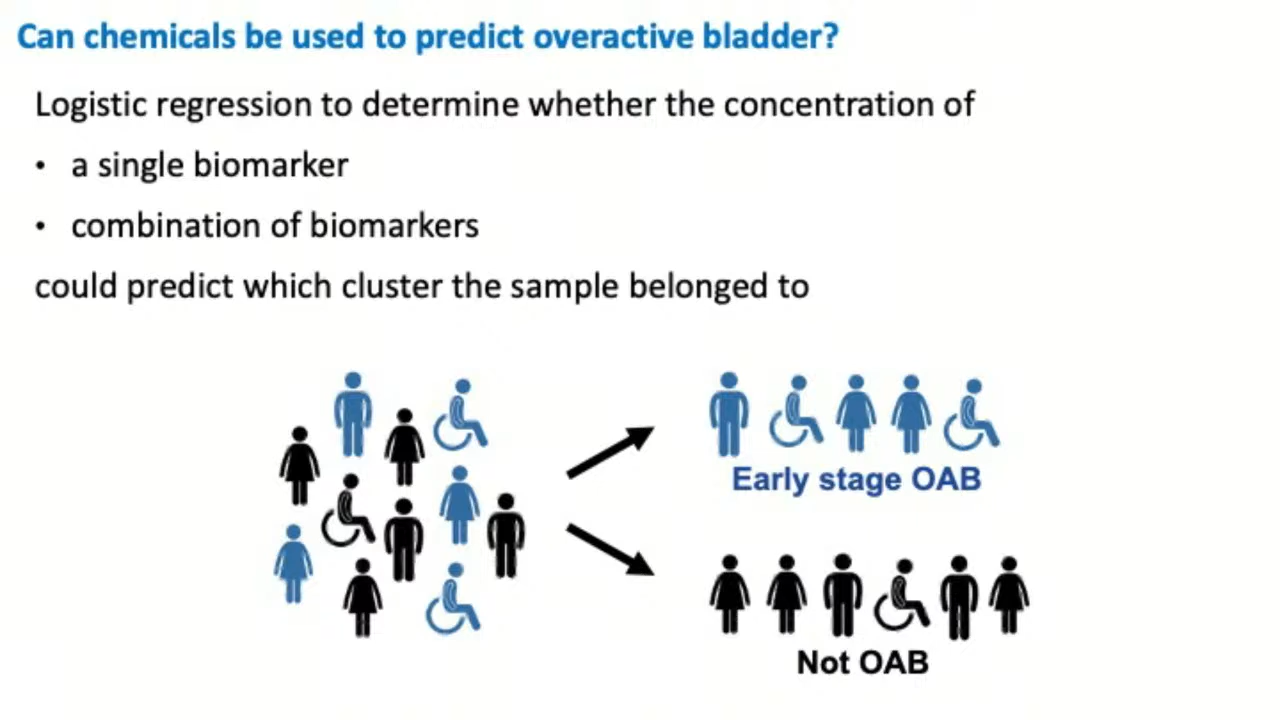 Can chemicals be used to predict overactive bladder?
Logistic regression to determine whether the concentration of
• a single biomarker
• combination of biomarkers
could predict which cluster the sample belonged to
Early stage OAB
Not OAB